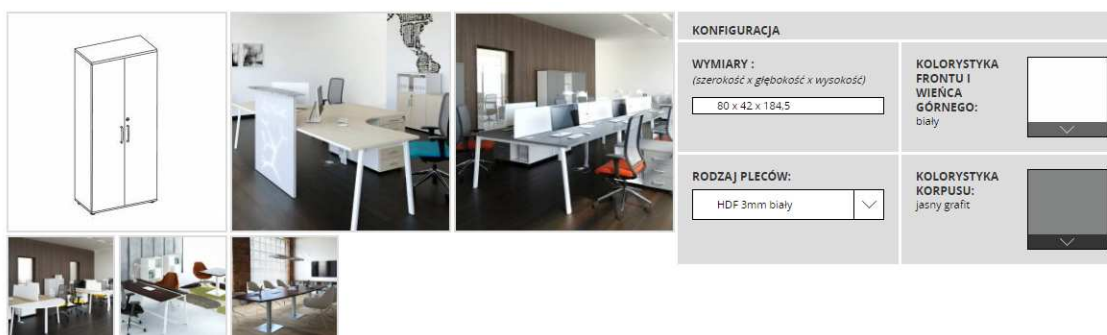 KONFIGURACJA
WYMIARY :
(szerokość x głębokość x wysokość)
80 x 42 x 184.5
KOLORYSTYKA
FRONTU I
WIEŃCA
GÓRNEGO:
biały
RODZAJ PLECÓW:
HDF 3mm biały
KOLORYSTYKA
KORPUSU:
jasny grafit